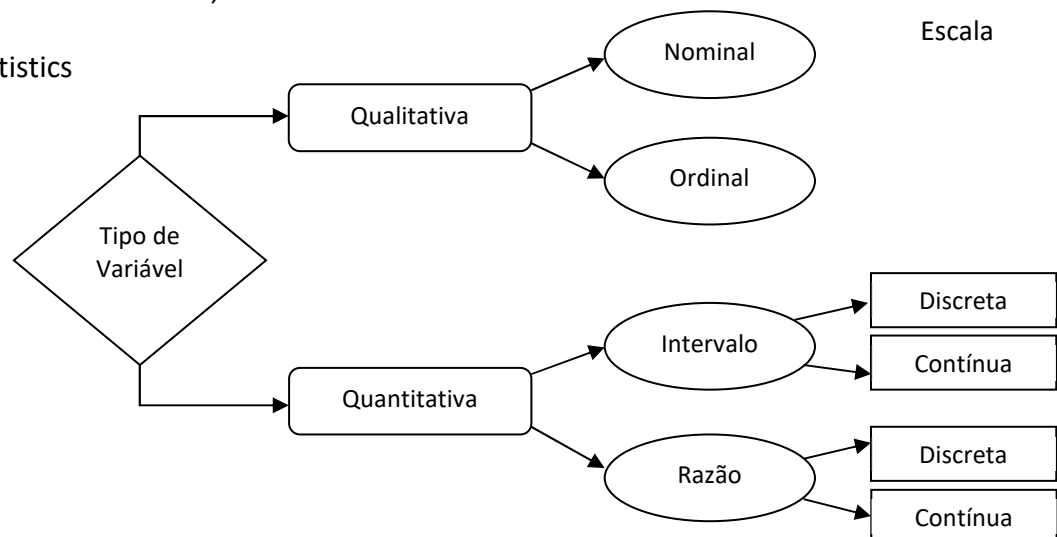 Escala
tistics
Nominal
Qualitativa
Ordinal
Tipo de
Variável
Intervalo
Discreta
Contínua
Quantitativa
Razão
Discreta
Contínua